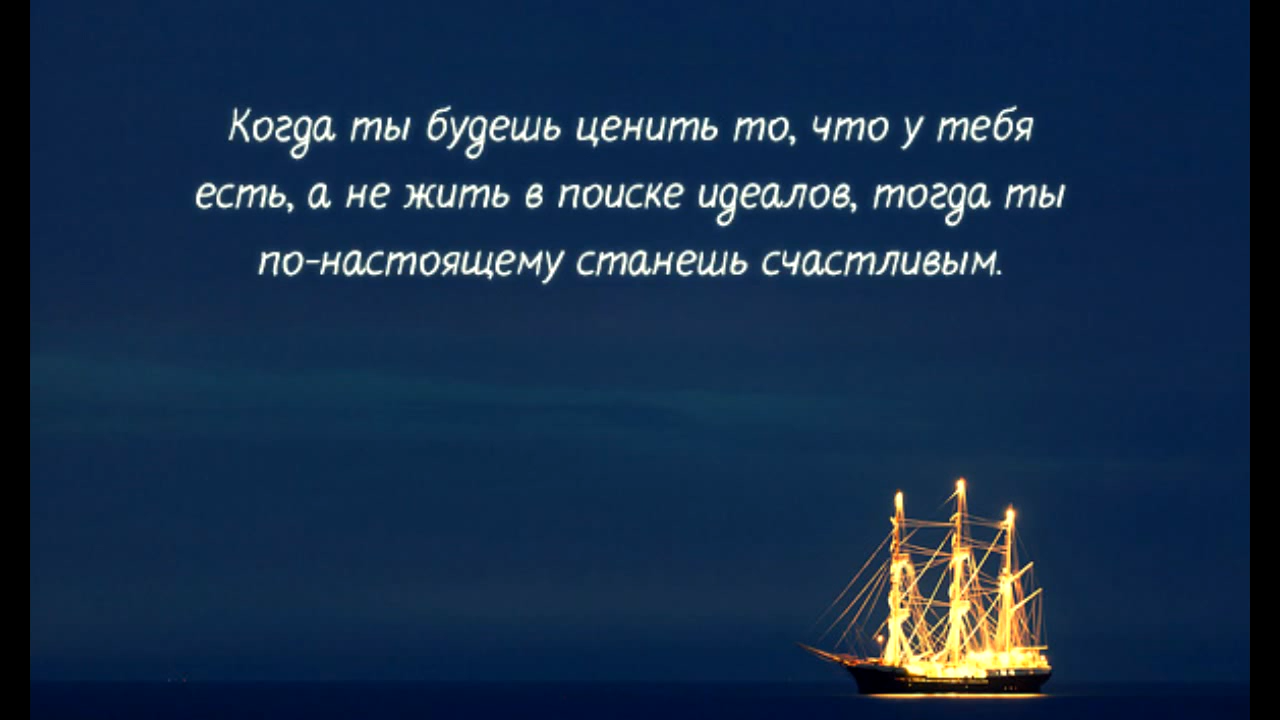 Когда ты будешь ценить то, что у тебя
есть, а не жить в поиске идеалов, тогда ты
по-настоящему станешь счастливым.